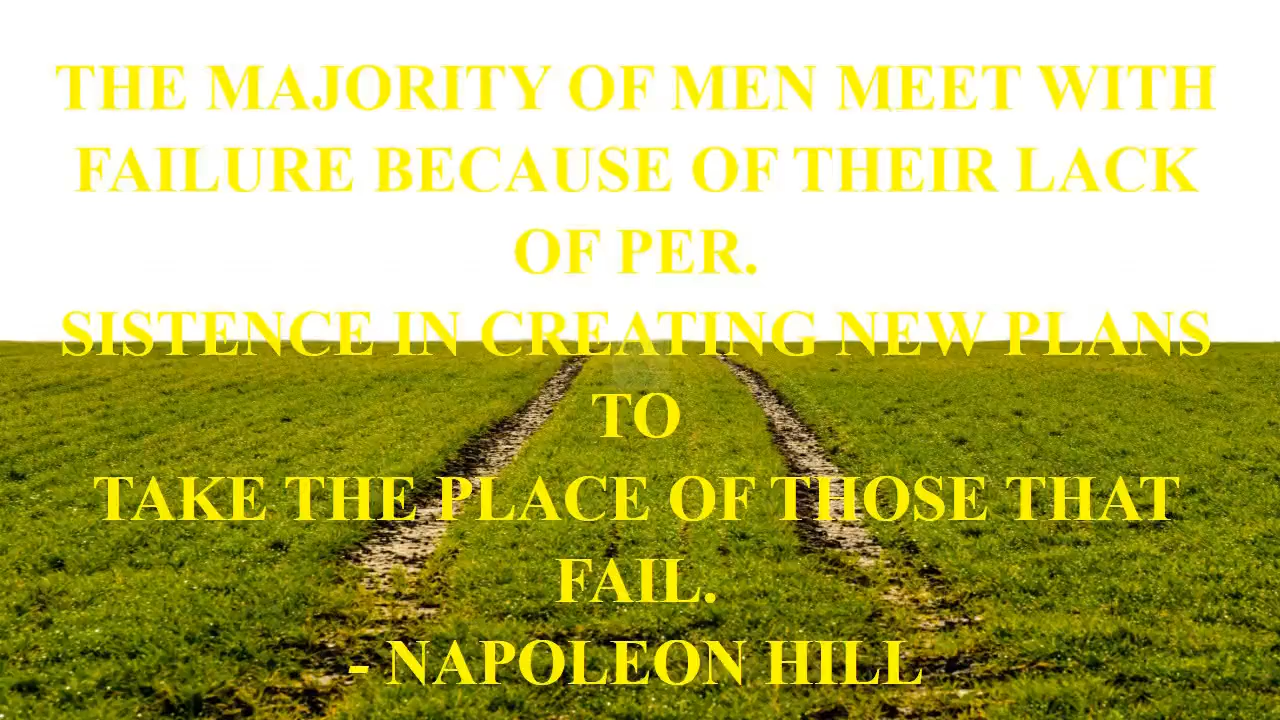 THE MAJORITY OF MEN MEET WITH
FAILURE BECAUSE OF THEIR LACK
OF PER.
SISTENCE IN CREATING NEW PLANS
TO
TAKE THE PLACE OF THOSE THAT
FAIL.
- NAPOLEON HILL